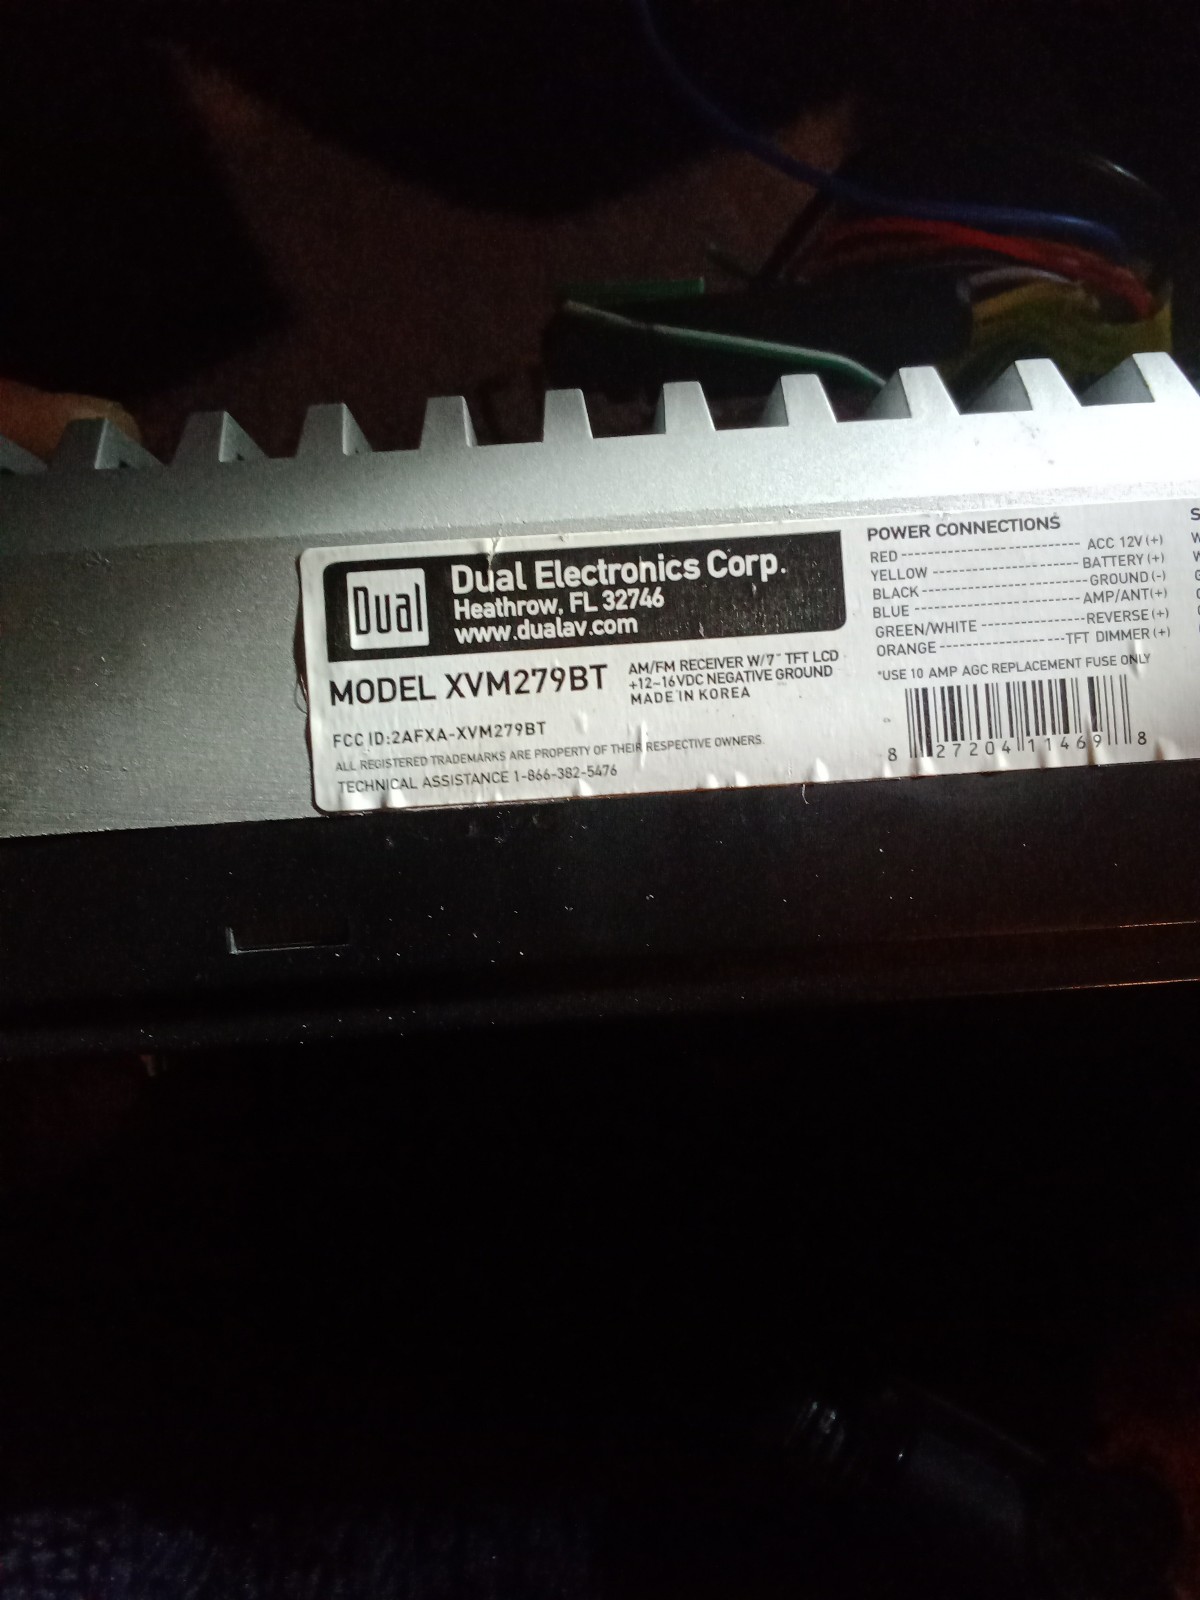 Dual
Dual Electronics Corp.
Heathrow, FL 32746
www.dualav.com
MODEL XVM279BT
AM/FM RECEIVER W/7" TFT LCD
+12~16VDC NEGATIVE GROUND
MADE IN KOREA
FCC ID:2AFXA-XVM279BT
ALL REGISTERED TRADEMARKS ARE PROPERTY OF THEIR RESPECTIVE OWNERS.
TECHNICAL ASSISTANCE 1-866-382-5476
POWER CONNECTIONS
RED ACC 12V (+)
YELLOW BATTERY (+)
BLACK GROUND (-)
BLUE AMP/ANT(+)
GREEN/WHITE REVERSE (+)
ORANGE TFT DIMMER (+)
*USE 10 AMP AGC REPLACEMENT FUSE ONLY
8 27204 11469 8